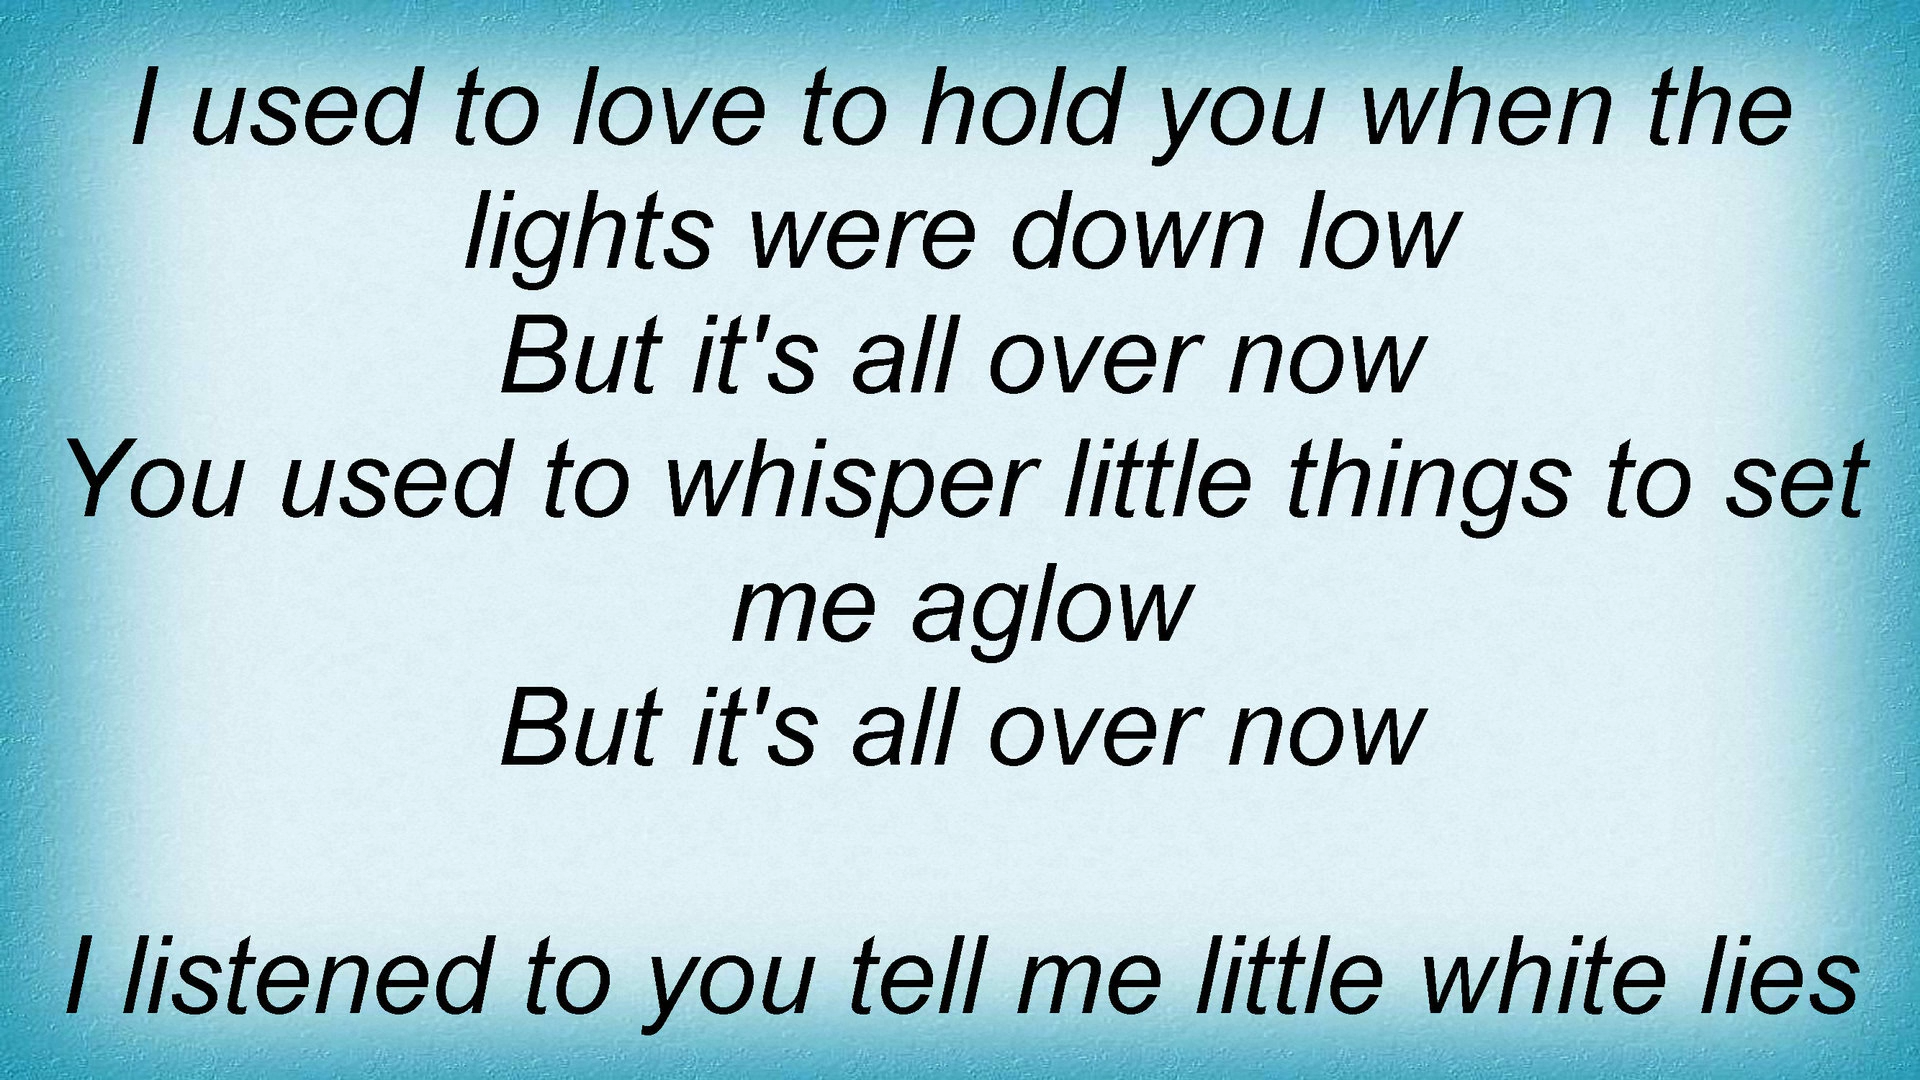 I used to love to hold you when the
lights were down low
But it's all over now
You used to whisper little things to set
me aglow
But it's all over now
I listened to you tell me little white lies